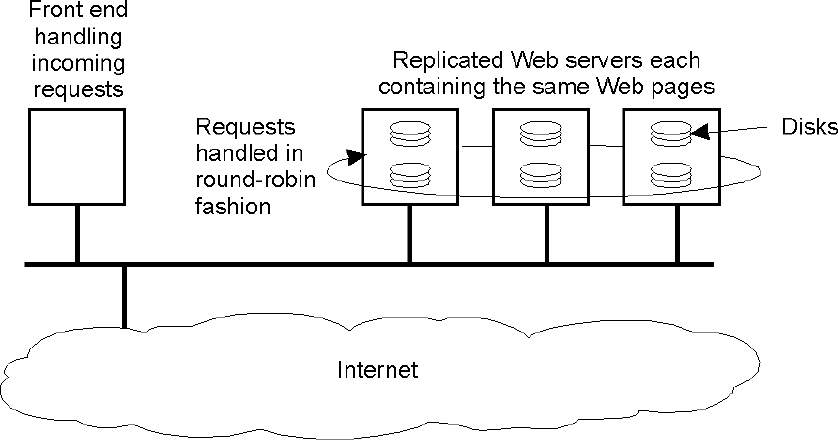 Front end
handling
incoming
requests
Replicated Web servers each
containing the same Web pages
Requests
handled in
round-robin
fashion
Disks
Internet